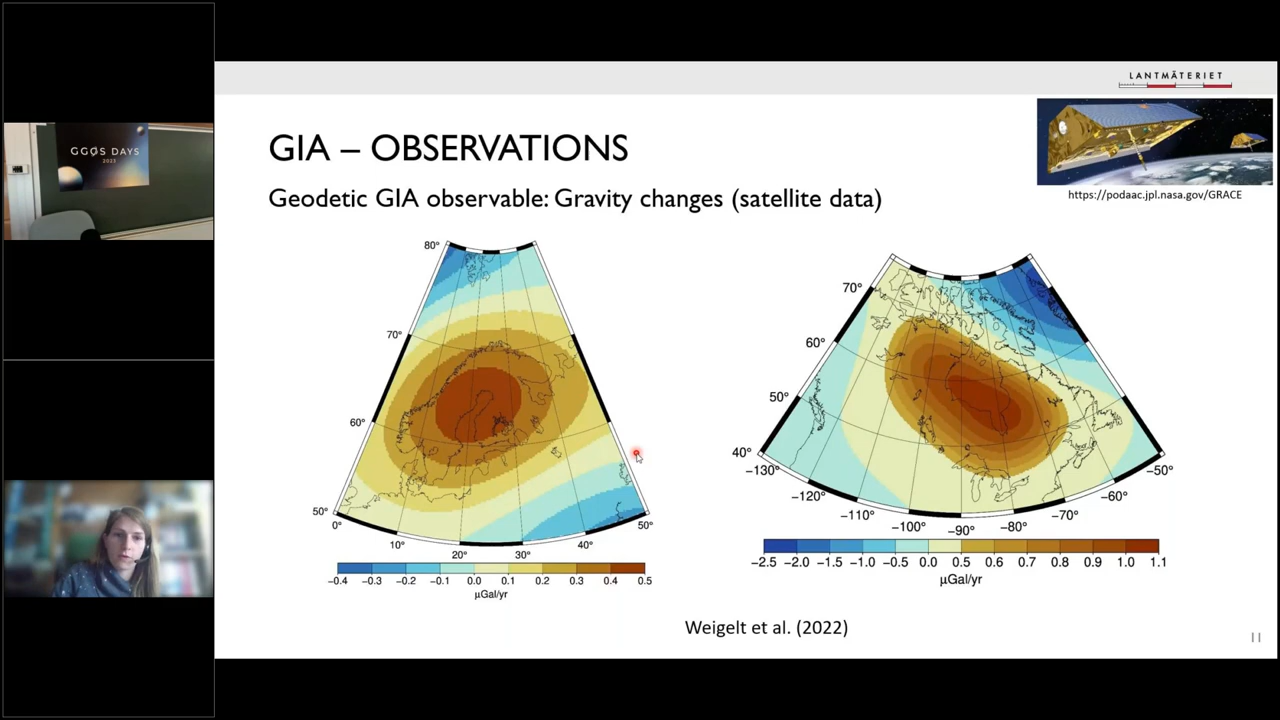 GGOS DAYS
2023
LANTMÄTERIET
GIA – OBSERVATIONS
Geodetic GIA observable: Gravity changes (satellite data)
https://podaac.jpl.nasa.gov/GRACE
80°
70°
60°
50°
0°
10°
20°
30°
40°
50°
-0.4 -0.3 -0.2 -0.1 0.0 0.1 0.2 0.3 0.4 0.5
μGal/yr
70°
60°
50°
40°
−130°
−120°
−110°
−100°
−90°
−80°
−70°
−60°
−50°
−2.5 −2.0 −1.5 −1.0 −0.5 0.0 0.5 0.6 0.7 0.8 0.9 1.0 1.1
μGal/yr
Weigelt et al. (2022)
11